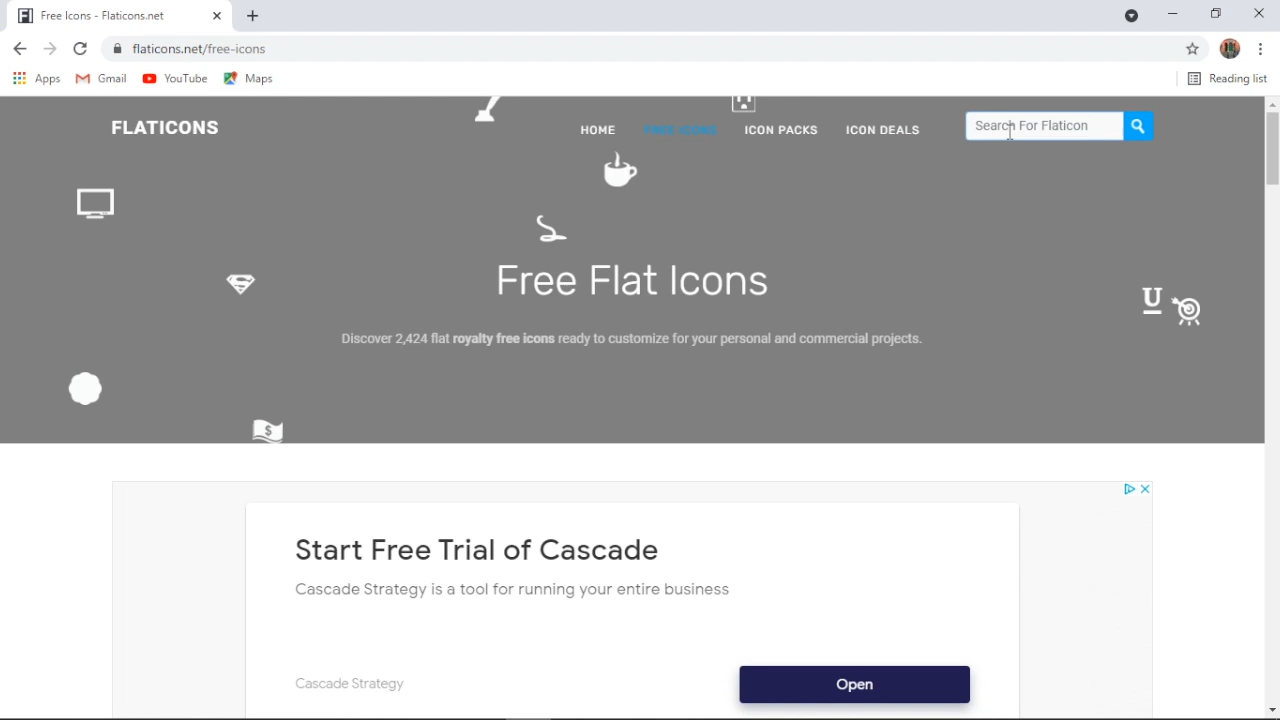 Free Icons - Flaticons.net
flaticons.net/free-icons
Apps
Gmail
YouTube
Maps
Reading list
FLATICONS
HOME
FREE ICONS
ICON PACKS
ICON DEALS
Search For Flaticon
U
$
Free Flat Icons
Discover 2,424 flat royalty free icons ready to customize for your personal and commercial projects.
Start Free Trial of Cascade
Cascade Strategy is a tool for running your entire business
Cascade Strategy
Open